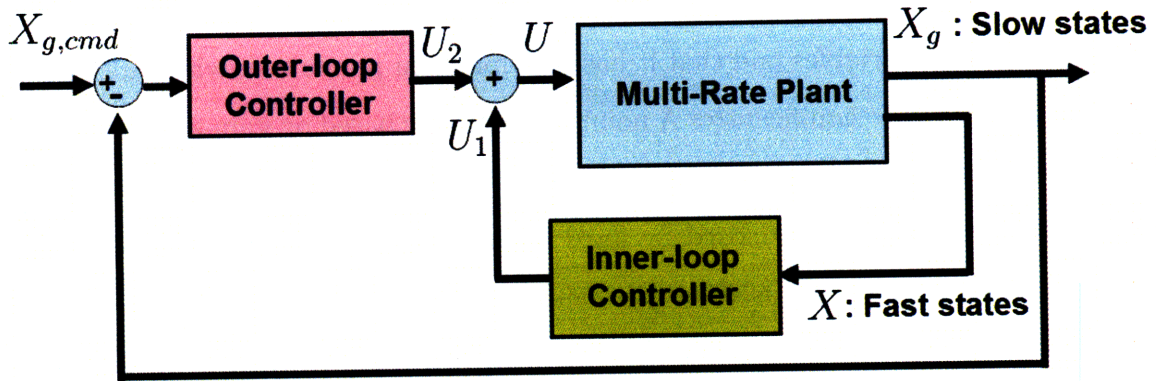 X_{g,cmd}
+
-
Outer-loop
Controller
U_2
+
U
U_1
Multi-Rate Plant
X_g : Slow states
Inner-loop
Controller
X : Fast states